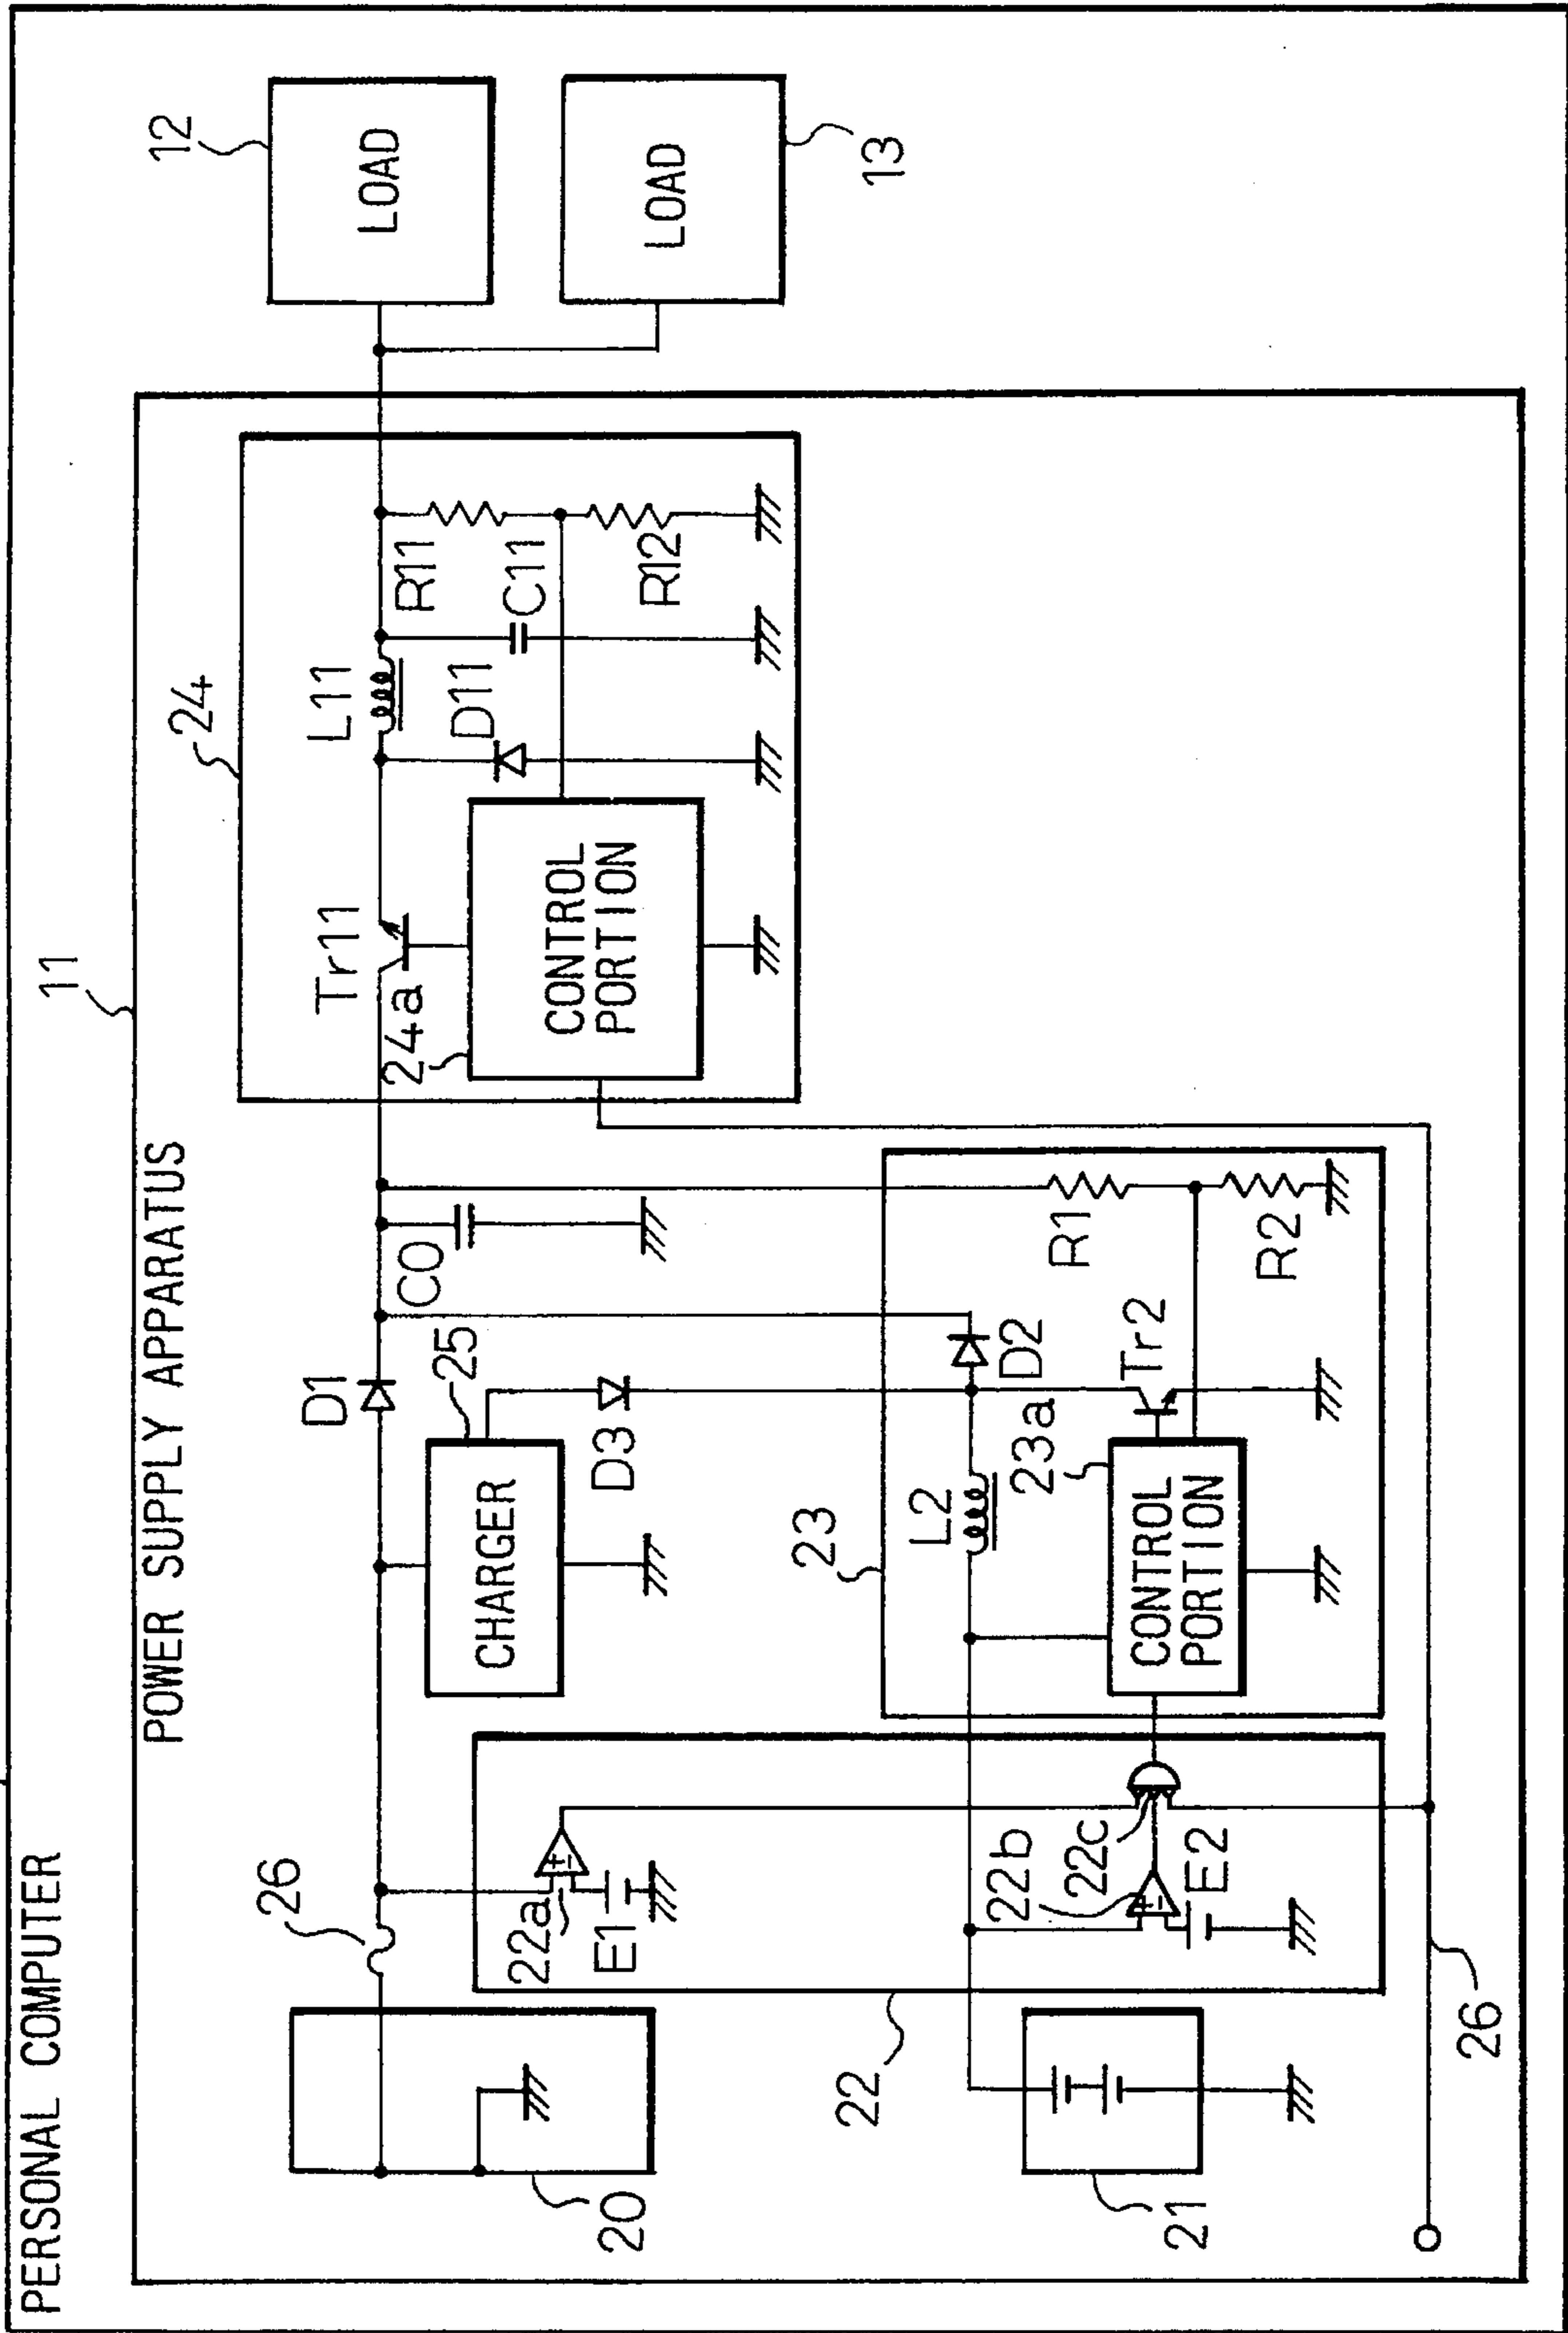 PERSONAL COMPUTER
POWER SUPPLY APPARATUS
11
12
LOAD
LOAD
13
24
Tr11
24a
CONTROL
PORTION
L11
D11
R11
C11
R12
26
D1
25
CHARGER
D3
C0
20
22
22a
E1
22b
22c
E2
21
23
L2
23a
CONTROL
PORTION
D2
Tr2
R1
R2
26